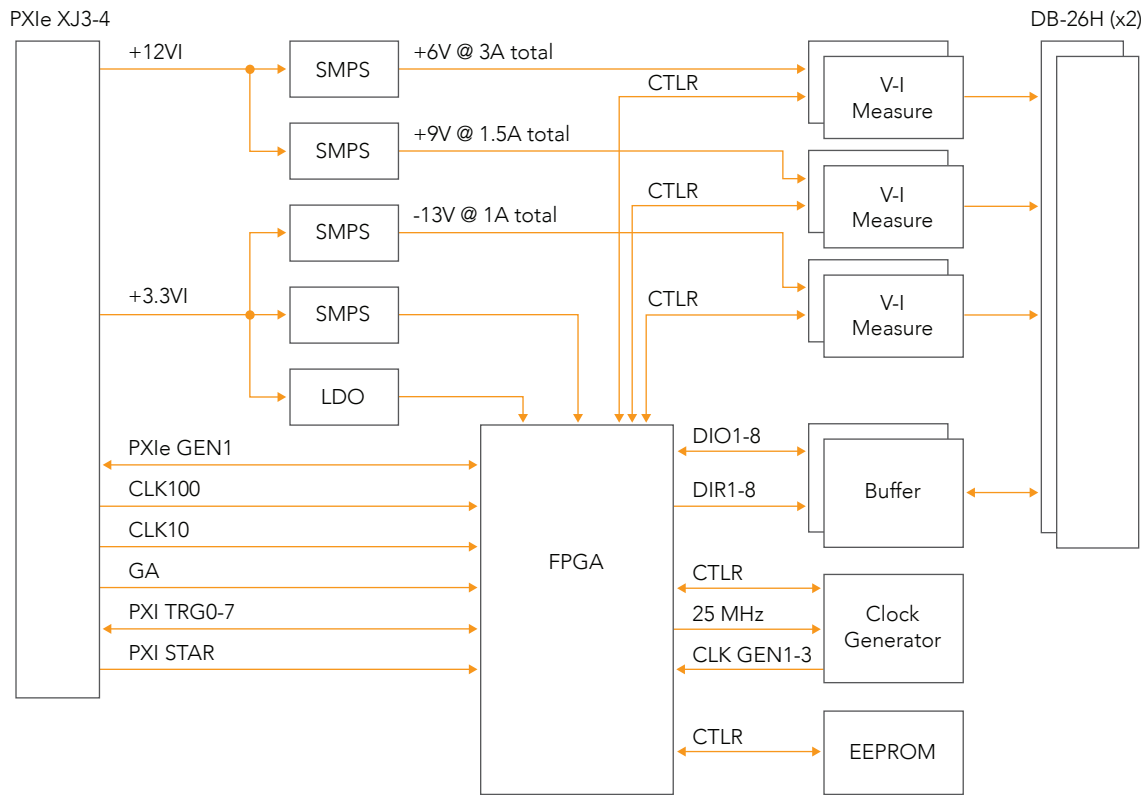 PXIe XJ3-4
DB-26H (x2)
+12VI
SMPS
+6V @ 3A total
CTLR
V-I
Measure
SMPS
+9V @ 1.5A total
CTLR
V-I
Measure
SMPS
-13V @ 1A total
+3.3VI
SMPS
CTLR
V-I
Measure
LDO
PXIe GEN1
CLK100
CLK10
GA
PXI TRG0-7
PXI STAR
FPGA
DIO1-8
DIR1-8
Buffer
CTLR
25 MHz
CLK GEN1-3
Clock
Generator
CTLR
EEPROM